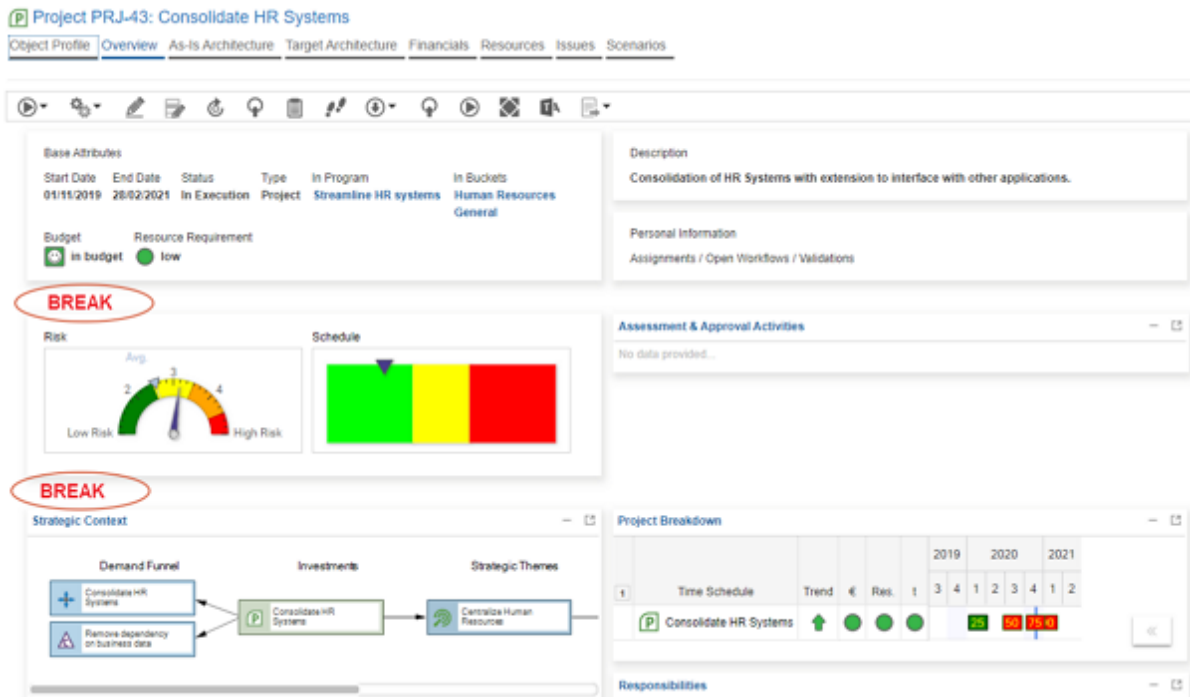 Project PRJ-43: Consolidate HR Systems
Object Profile Overview As-Is Architecture Target Architecture Financials Resources Issues Scenarios
Base Attributes
Start Date End Date Status Type In Program In Buckets
01/11/2019 28/02/2021 In Execution Project Streamline HR systems Human Resources
General
Budget Resource Requirement
in budget low
Description
Consolidation of HR Systems with extension to interface with other applications.
Personal Information
Assignments / Open Workflows / Validations
BREAK
Risk Schedule
Avg.
2 3 4
Low Risk High Risk
Assessment & Approval Activities
No data provided...
BREAK
Strategic Context
Demand Funnel Investments Strategic Themes
Consolidate HR
Systems
Remove dependency
on business data
Consolidate HR
Systems
Centralize Human
Resources
Project Breakdown
2019 2020 2021
1 Time Schedule Trend € Res. t 3 4 1 2 3 4 1 2
Consolidate HR Systems 25 50 75
Responsibilities